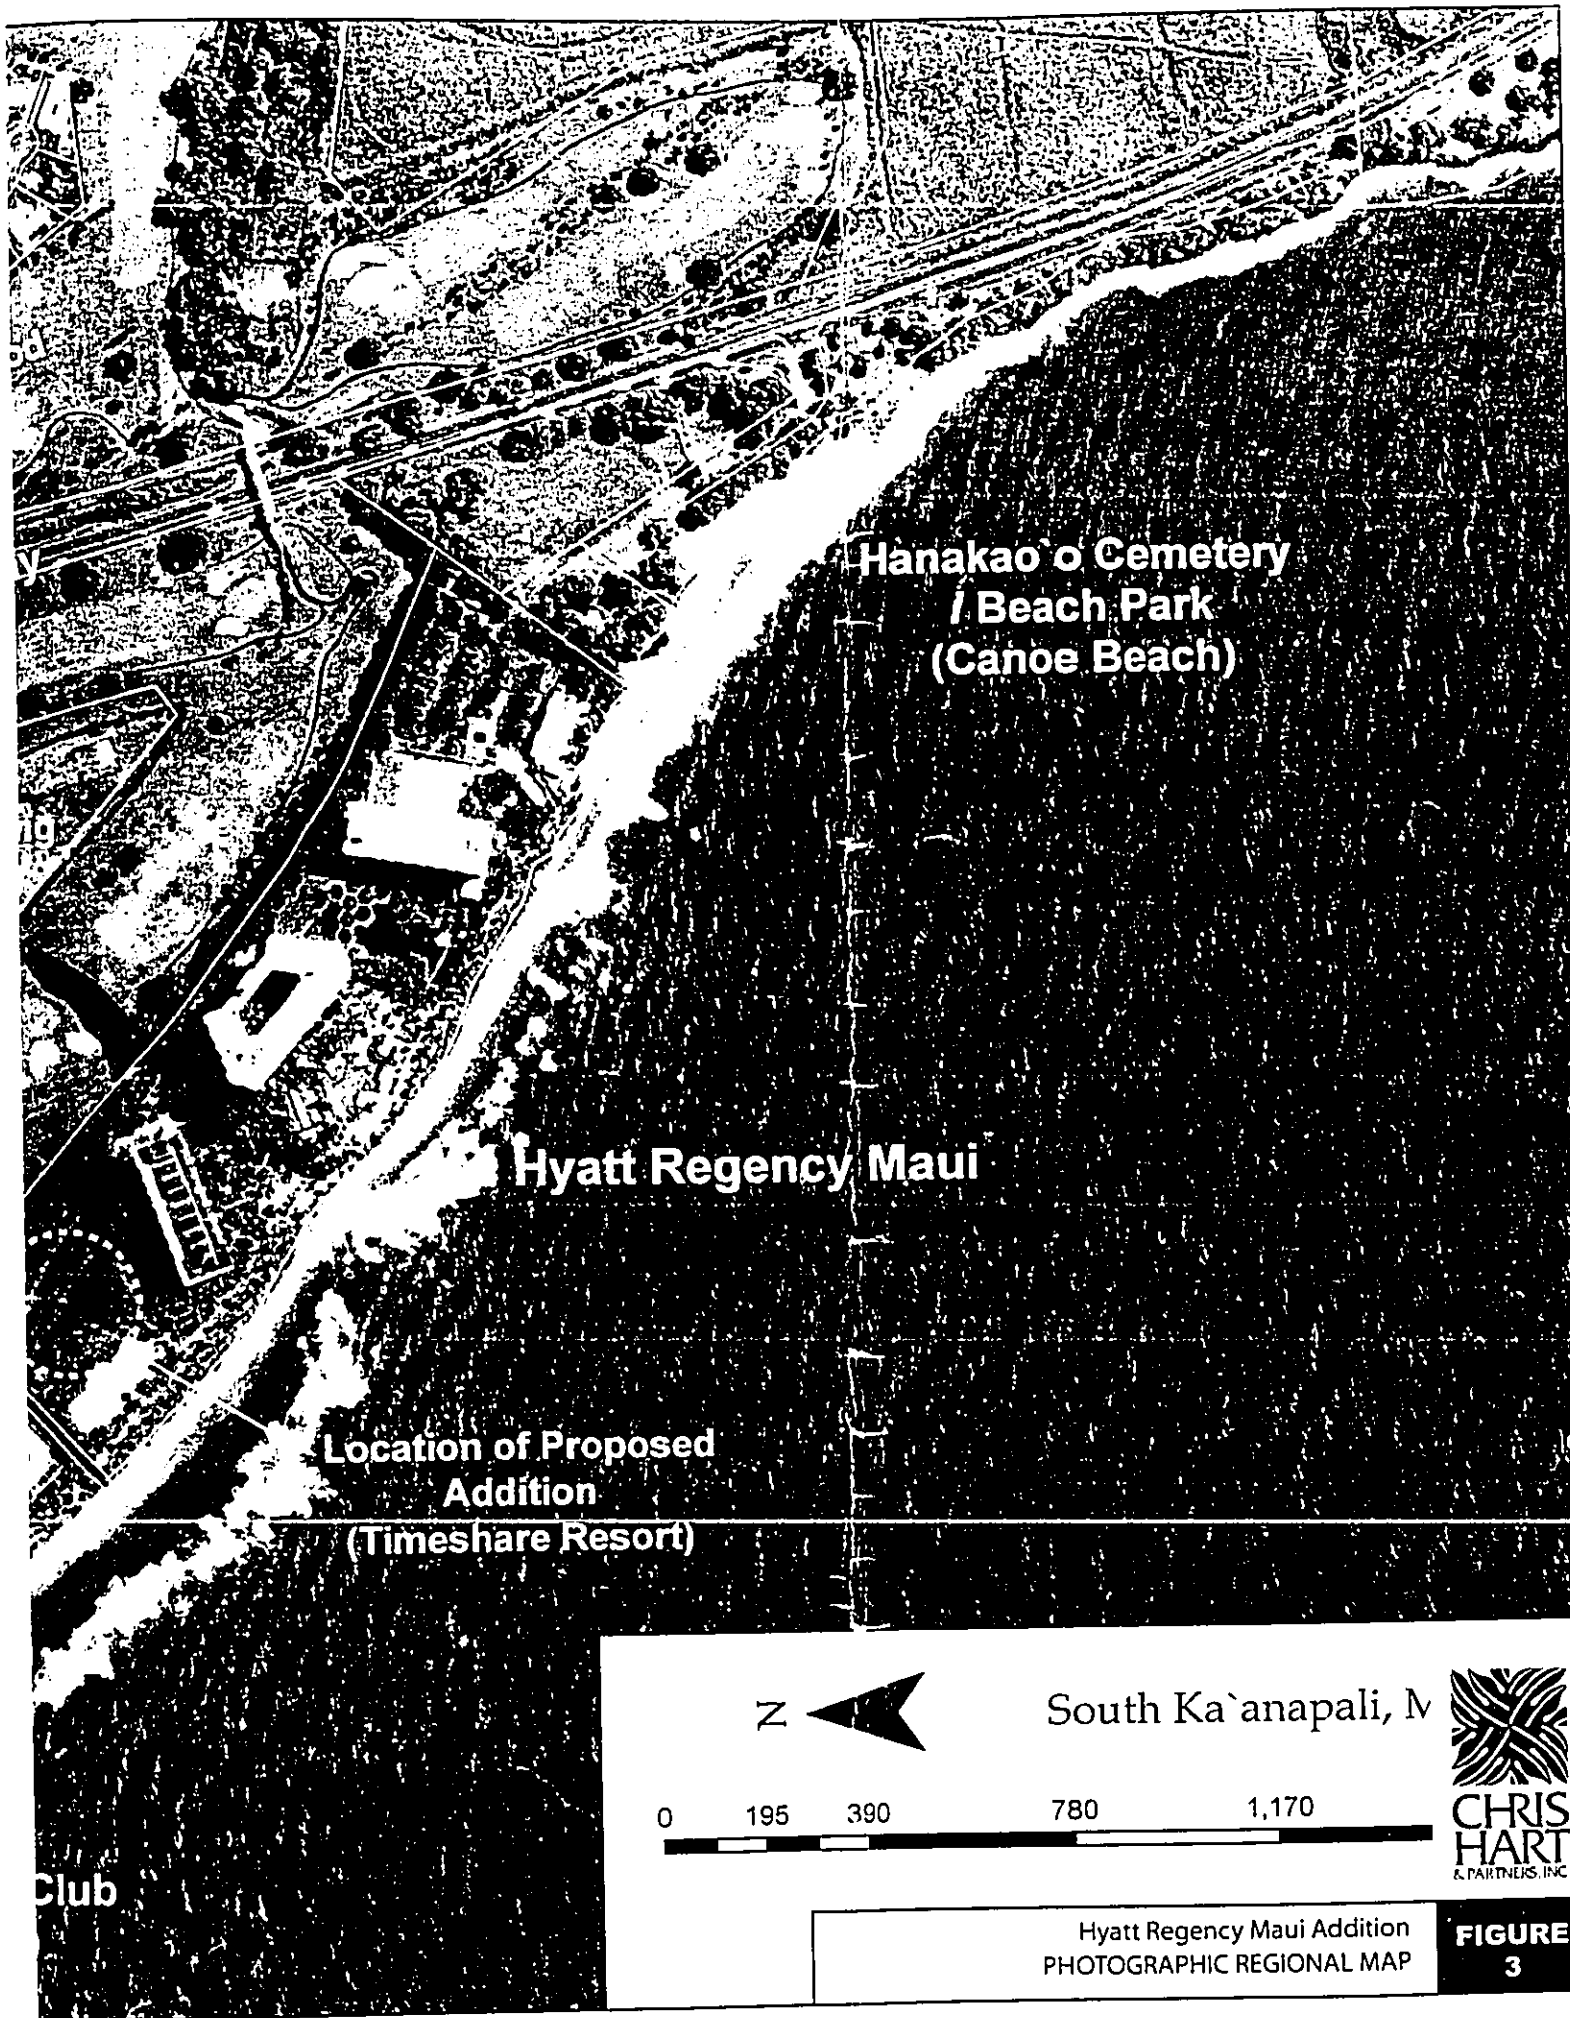 od
y
Hanakao`o Cemetery
/ Beach Park
(Canoe Beach)
ng
Hyatt Regency Maui
Location of Proposed
Addition
(Timeshare Resort)
Club
N
South Ka`anapali, M
0 195 390 780 1,170
CHRIS
HART
& PARTNERS, INC
Hyatt Regency Maui Addition
PHOTOGRAPHIC REGIONAL MAP
FIGURE
3